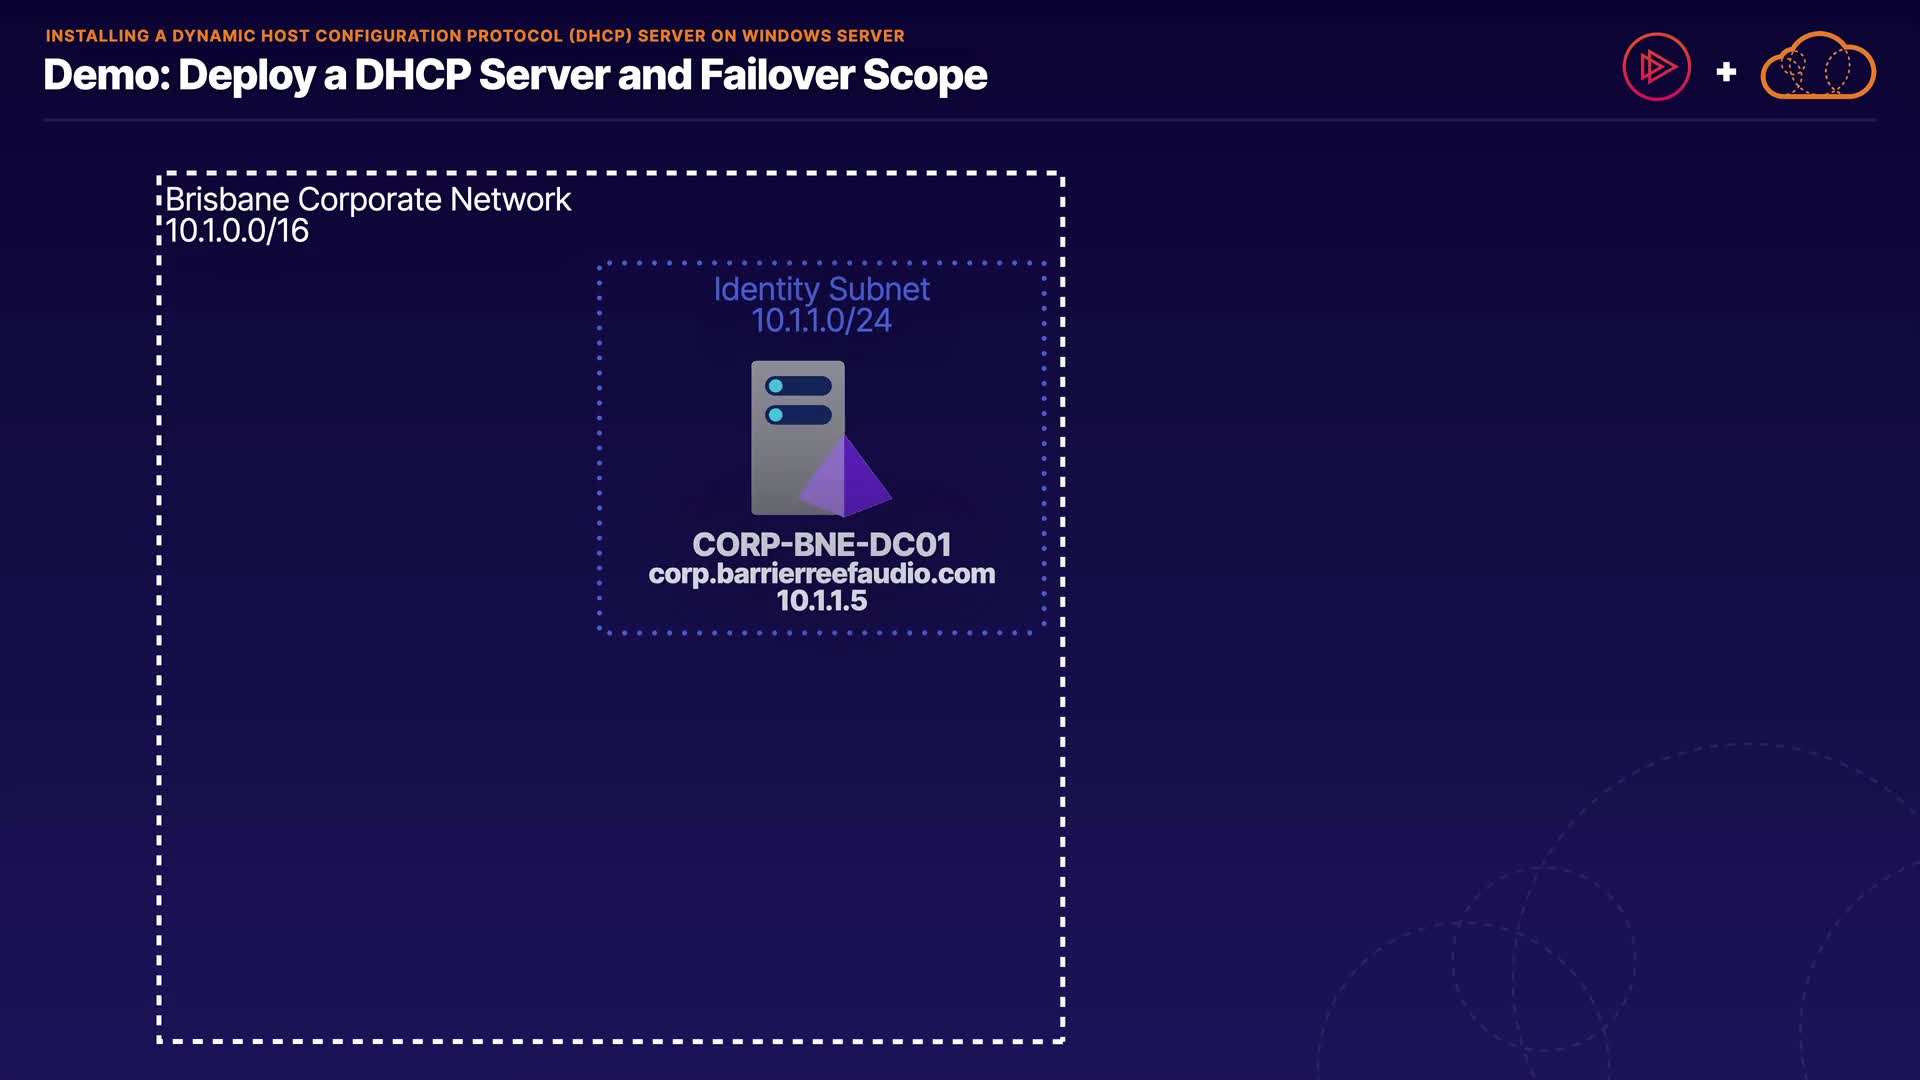 INSTALLING A DYNAMIC HOST CONFIGURATION PROTOCOL (DHCP) SERVER ON WINDOWS SERVER
Demo: Deploy a DHCP Server and Failover Scope
Brisbane Corporate Network
10.1.0.0/16
Identity Subnet
10.1.1.0/24
CORP-BNE-DC01
corp.barrierreefaudio.com
10.1.1.5